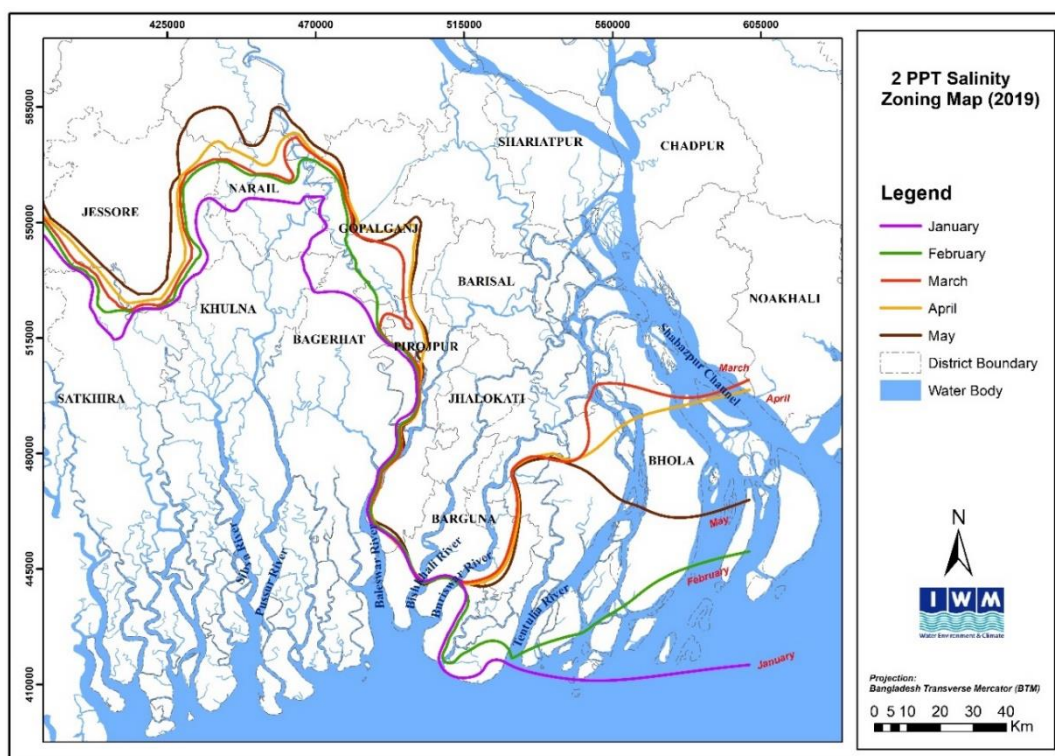 425000 470000 515000 560000 605000
585000
550000
515000
480000
445000
410000
SHARIATPUR
CHADPUR
NARAIL
JESSORE
GOPALGANJ
BARISAL
NOAKHALI
KHULNA
BAGERHAT
PIROJPUR
Shabazpur Channel
March
April
SATKHIRA
JHALOKATI
BHOLA
BARGUNA
May
Sibsa River
Pussur River
Baleswar River
Bishkhali River
Buriswar River
Tentulia River
February
January
2 PPT Salinity
Zoning Map (2019)
Legend
January
February
March
April
May
District Boundary
Water Body
N
IWM
Water Environment & Climate
Projection:
Bangladesh Transverse Mercator (BTM)
0 5 10 20 30 40
Km